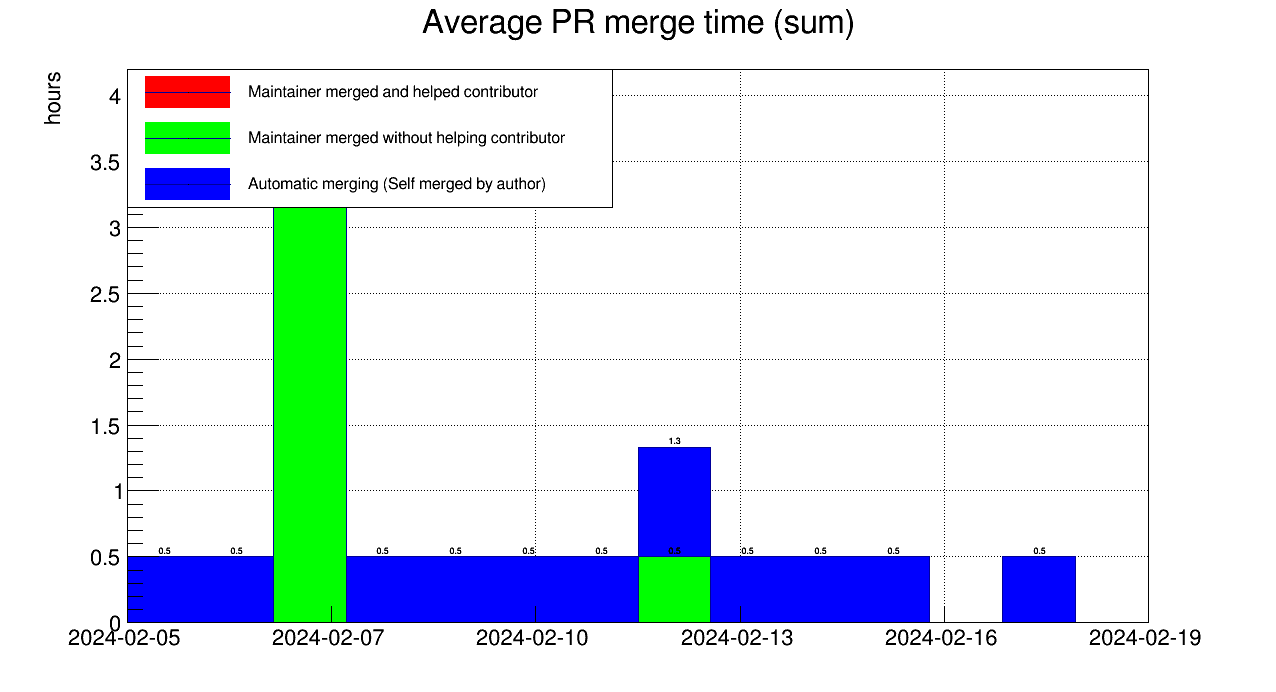 Average PR merge time (sum)
hours
Maintainer merged and helped contributor
Maintainer merged without helping contributor
Automatic merging (Self merged by author)
4
3.5
3
2.5
2
1.5
1
0.5
0
1.3
0.5 0.5 0.5 0.5 0.5 0.5 0.5 0.5 0.5 0.5 0.5
2024-02-05 2024-02-07 2024-02-10 2024-02-13 2024-02-16 2024-02-19